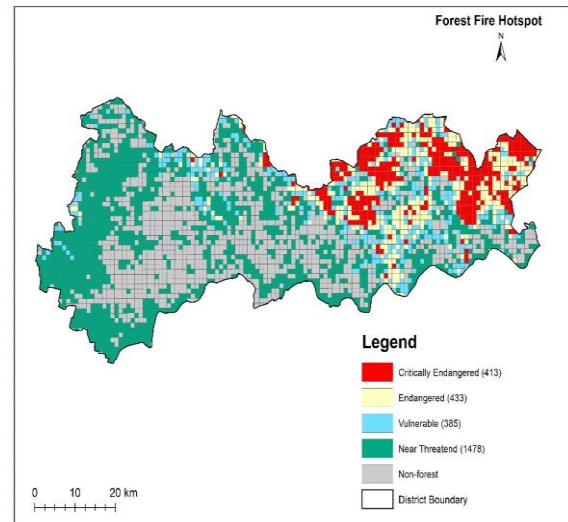 Forest Fire Hotspot
N
Legend
Critically Endangered (413)
Endangered (433)
Vulnerable (385)
Near Threatend (1478)
Non-forest
District Boundary
0 10 20 km